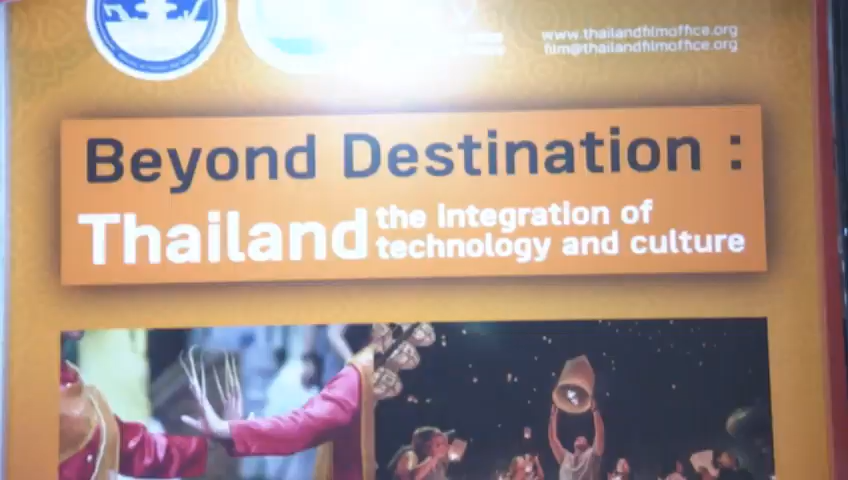 www.thailandfilmoffice.org
film@thailandfilmoffice.org
Beyond Destination :
Thailand the integration of
technology and culture